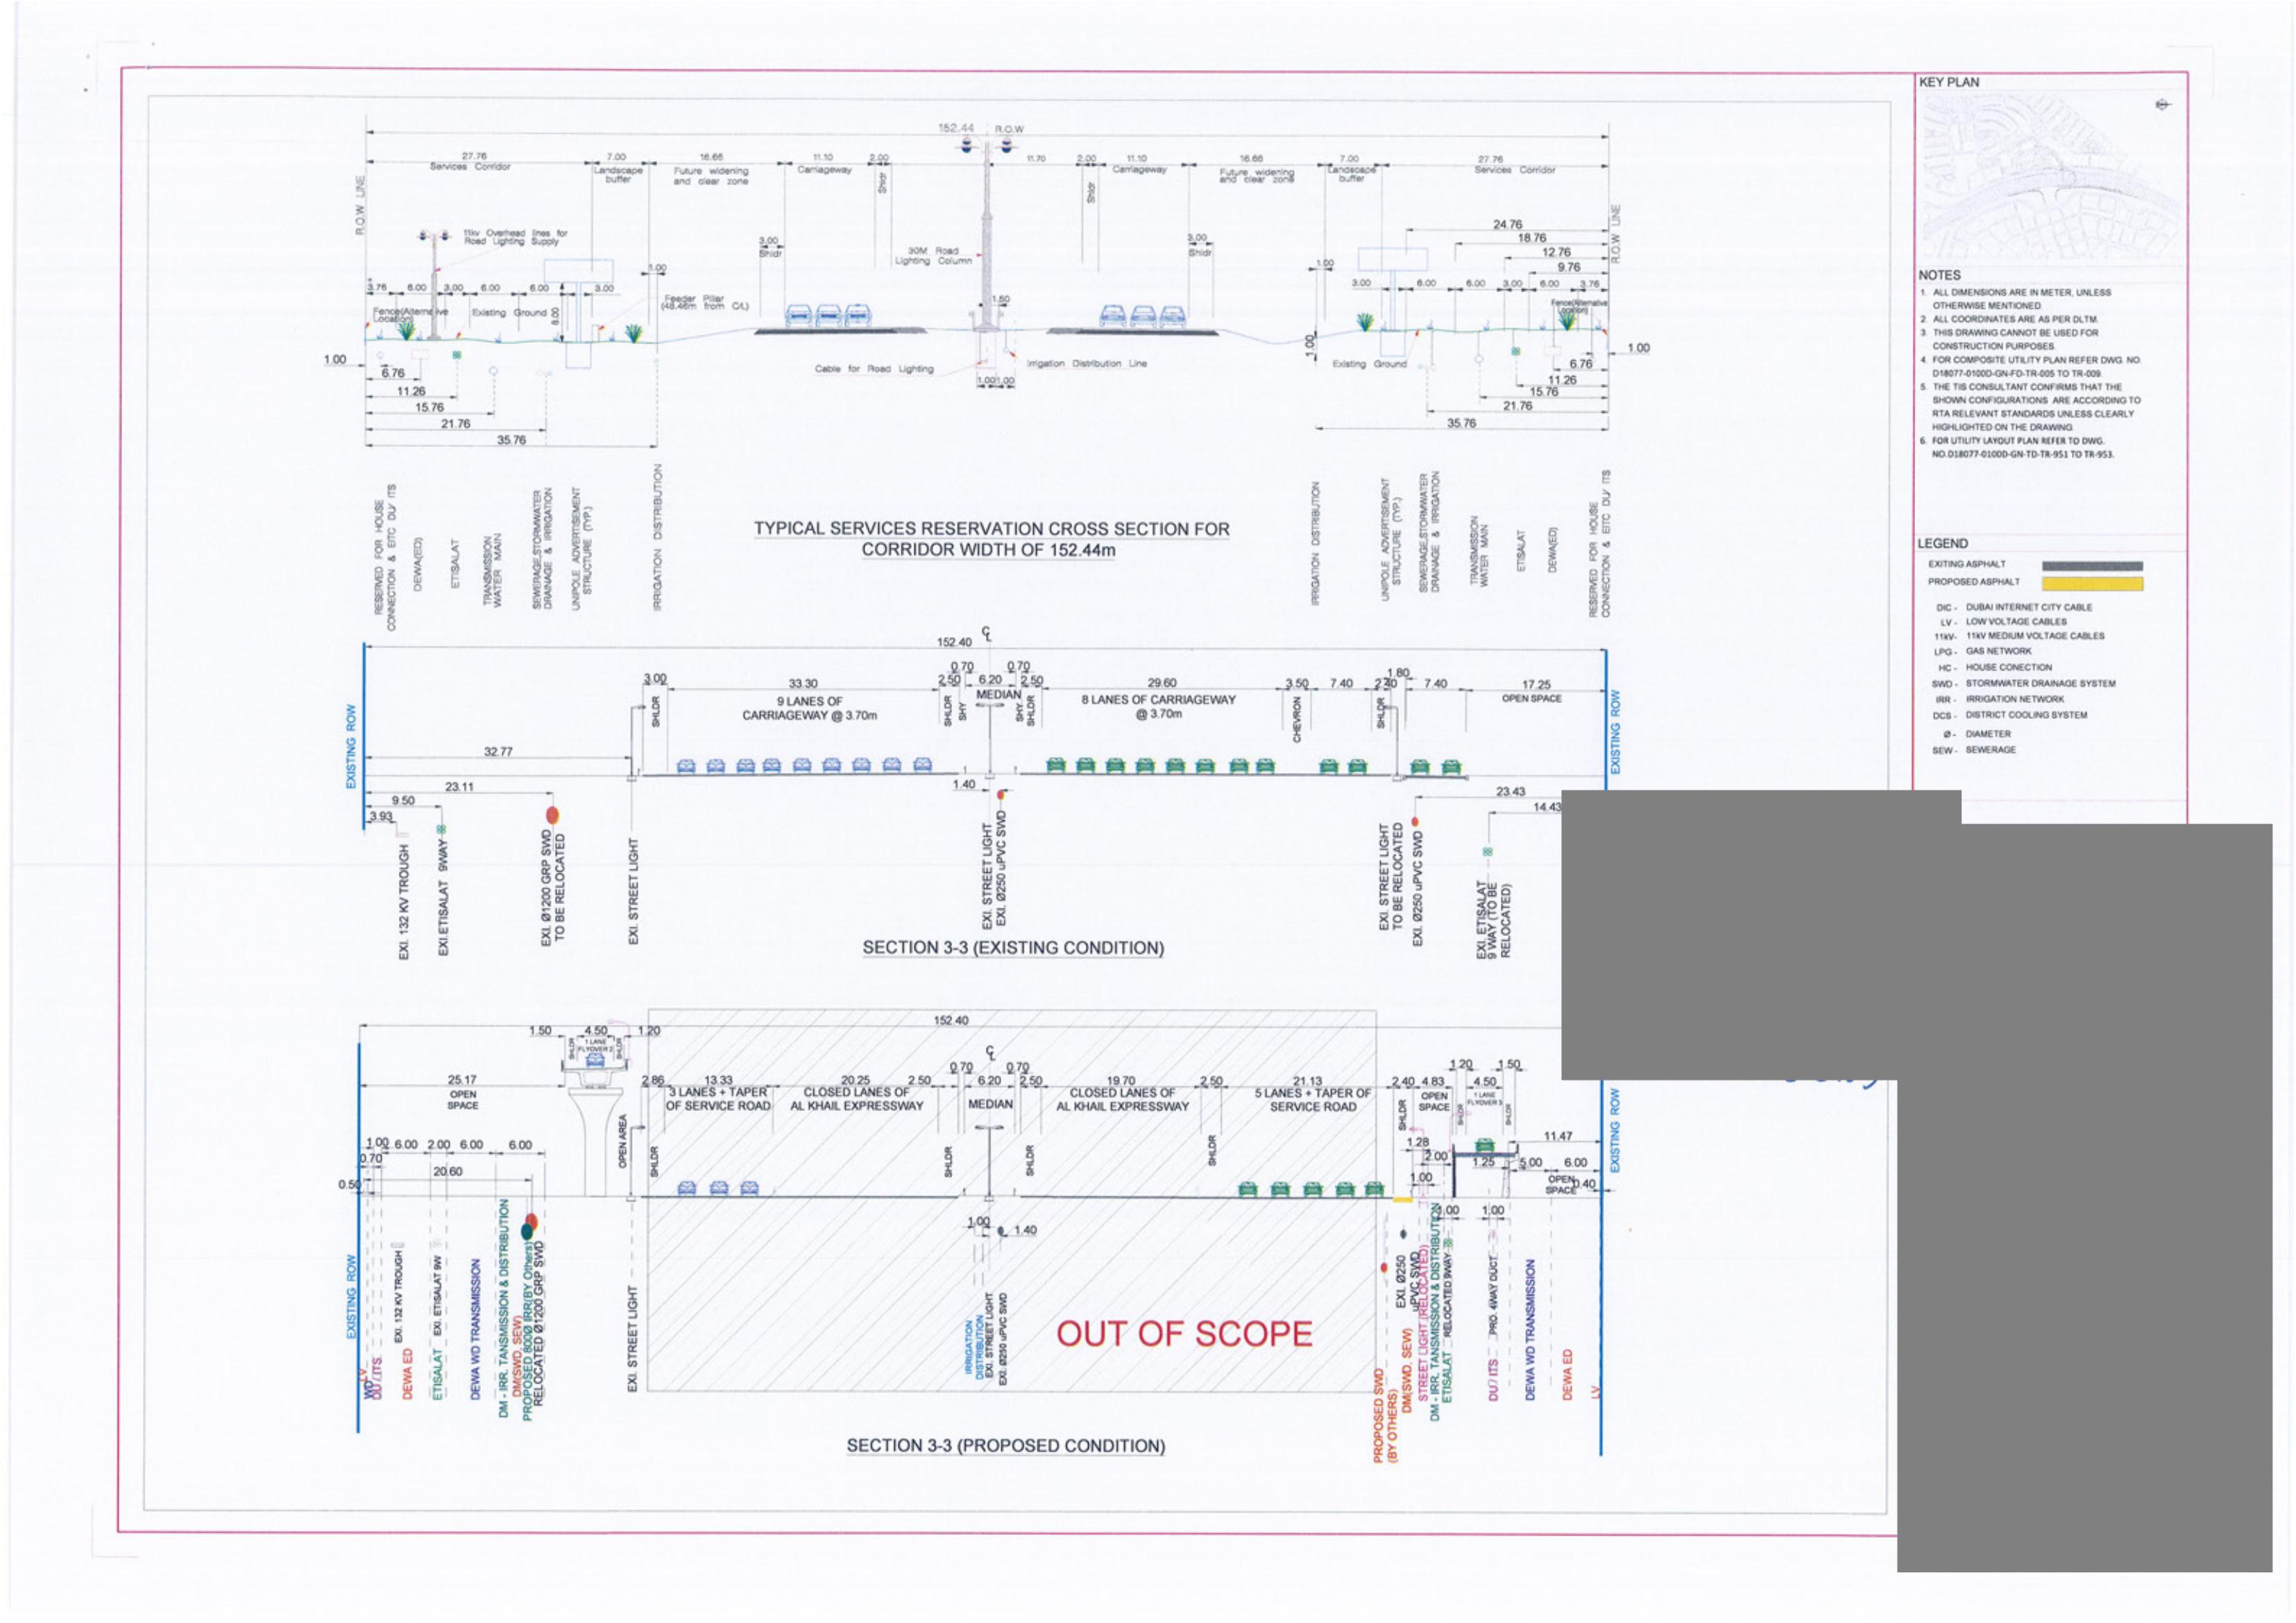 KEY PLAN
152.44 R.O.W
27.76
Services Corridor
7.00
Landscape
buffer
16.66
Future widening
and clear zone
11.10
Carriageway
2.00
Shldr
11.70
2.00
Shldr
11.10
Carriageway
16.66
Future widening
and clear zone
7.00
Landscape
buffer
27.76
Services Corridor
R.O.W LINE
R.O.W LINE
11kv Overhead lines for
Road Lighting Supply
3.00
Shldr
30M Road
Lighting Column
3.00
Shldr
24.76
18.76
12.76
9.76
1.00
1.00
3.76 6.00 3.00 6.00 6.00 3.00
Feeder Pillar
(48.46m from C/L)
Fence(Alternative
Location)
Existing Ground
8.00
1.50
3.00 6.00 6.00 3.00 6.00 3.76
Fence(Alternative
Location)
1.00
6.76
11.26
15.76
21.76
35.76
Cable for Road Lighting
1.00 1.00
Irrigation Distribution Line
1.00
Existing Ground
1.00
6.76
11.26
15.76
21.76
35.76
RESERVED FOR HOUSE
CONNECTION & EITC DU/ ITS
DEWA(ED)
ETISALAT
TRANSMISSION
WATER MAIN
SEWERAGE,STORMWATER
DRAINAGE & IRRIGATION
UNIPOLE ADVERTISEMENT
STRUCTURE (TYP.)
IRRIGATION DISTRIBUTION
TYPICAL SERVICES RESERVATION CROSS SECTION FOR
CORRIDOR WIDTH OF 152.44m
IRRIGATION DISTRIBUTION
UNIPOLE ADVERTISEMENT
STRUCTURE (TYP.)
SEWERAGE,STORMWATER
DRAINAGE & IRRIGATION
TRANSMISSION
WATER MAIN
ETISALAT
DEWA(ED)
RESERVED FOR HOUSE
CONNECTION & EITC DU/ ITS
NOTES
1. ALL DIMENSIONS ARE IN METER, UNLESS
OTHERWISE MENTIONED
2. ALL COORDINATES ARE AS PER DLTM.
3. THIS DRAWING CANNOT BE USED FOR
CONSTRUCTION PURPOSES.
4. FOR COMPOSITE UTILITY PLAN REFER DWG. NO.
D18077-0100D-GN-FD-TR-005 TO TR-009.
5. THE TIS CONSULTANT CONFIRMS THAT THE
SHOWN CONFIGURATIONS ARE ACCORDING TO
RTA RELEVANT STANDARDS UNLESS CLEARLY
HIGHLIGHTED ON THE DRAWING.
6. FOR UTILITY LAYOUT PLAN REFER TO DWG.
NO.D18077-0100D-GN-TD-TR-951 TO TR-953.
LEGEND
EXITING ASPHALT
PROPOSED ASPHALT
DIC - DUBAI INTERNET CITY CABLE
LV - LOW VOLTAGE CABLES
11kV- 11kV MEDIUM VOLTAGE CABLES
LPG - GAS NETWORK
HC - HOUSE CONECTION
SWD - STORMWATER DRAINAGE SYSTEM
IRR - IRRIGATION NETWORK
DCS - DISTRICT COOLING SYSTEM
Ø - DIAMETER
SEW - SEWERAGE
152.40
EXISTING ROW
3.00
SHLDR
33.30
9 LANES OF
CARRIAGEWAY @ 3.70m
2.50
SHLDR
0.70
SHY
6.20
MEDIAN
0.70
SHY
2.50
SHLDR
29.60
8 LANES OF CARRIAGEWAY
@ 3.70m
3.50
CHEVRON
7.40
SHLDR
1.80
7.40
17.25
OPEN SPACE
EXISTING ROW
32.77
23.11
9.50
3.93
1.40
23.43
14.43
EXI. 132 KV TROUGH
EXI.ETISALAT 9WAY
EXI. Ø1200 GRP SWD
TO BE RELOCATED
EXI. STREET LIGHT
EXI. STREET LIGHT
EXI. Ø250 uPVC SWD
EXI. STREET LIGHT
TO BE RELOCATED
EXI. Ø250 uPVC SWD
EXI. ETISALAT
9 WAY (TO BE
RELOCATED)
SECTION 3-3 (EXISTING CONDITION)
152.40
1.50 4.50 1.20
SHLDR
1 LANE
FLYOVER 2
SHLDR
25.17
OPEN
SPACE
2.86
SHLDR
13.33
3 LANES + TAPER
OF SERVICE ROAD
20.25
CLOSED LANES OF
AL KHAIL EXPRESSWAY
2.50
SHLDR
0.70
6.20
MEDIAN
0.70
2.50
SHLDR
19.70
CLOSED LANES OF
AL KHAIL EXPRESSWAY
2.50
SHLDR
21.13
5 LANES + TAPER OF
SERVICE ROAD
2.40
SHLDR
4.83
OPEN
SPACE
1.20
SHLDR
4.50
1 LANE
FLYOVER 3
1.50
SHLDR
OPEN AREA
1.00 6.00 2.00 6.00 6.00
0.70
20.60
0.50
11.47
1.28
2.00
1.00
1.25
5.00 6.00
OPEN
SPACE
0.40
1.00
1.00
1.00
1.40
EXISTING ROW
EXISTING ROW
LV
WD
DU / ITS
EXI. 132 KV TROUGH
DEWA ED
ETISALAT EXI. ETISALAT 9W
DEWA WD TRANSMISSION
DM - IRR. TANSMISSION & DISTRIBUTION
DM(SWD, SEW)
PROPOSED 800Ø IRR(BY Others)
RELOCATED Ø1200 GRP SWD
EXI. STREET LIGHT
IRRIGATION
DISTRIBUTION
EXI. STREET LIGHT
EXI. Ø250 uPVC SWD
OUT OF SCOPE
PROPOSED SWD
(BY OTHERS)
EXI. Ø250
uPVC SWD
DM(SWD, SEW)
STREET LIGHT (RELOCATED)
DM - IRR. TANSMISSION & DISTRIBUTION
ETISALAT RELOCATED 9WAY
DU / ITS PRO. 4WAY DUCT
DEWA WD TRANSMISSION
DEWA ED
LV
SECTION 3-3 (PROPOSED CONDITION)